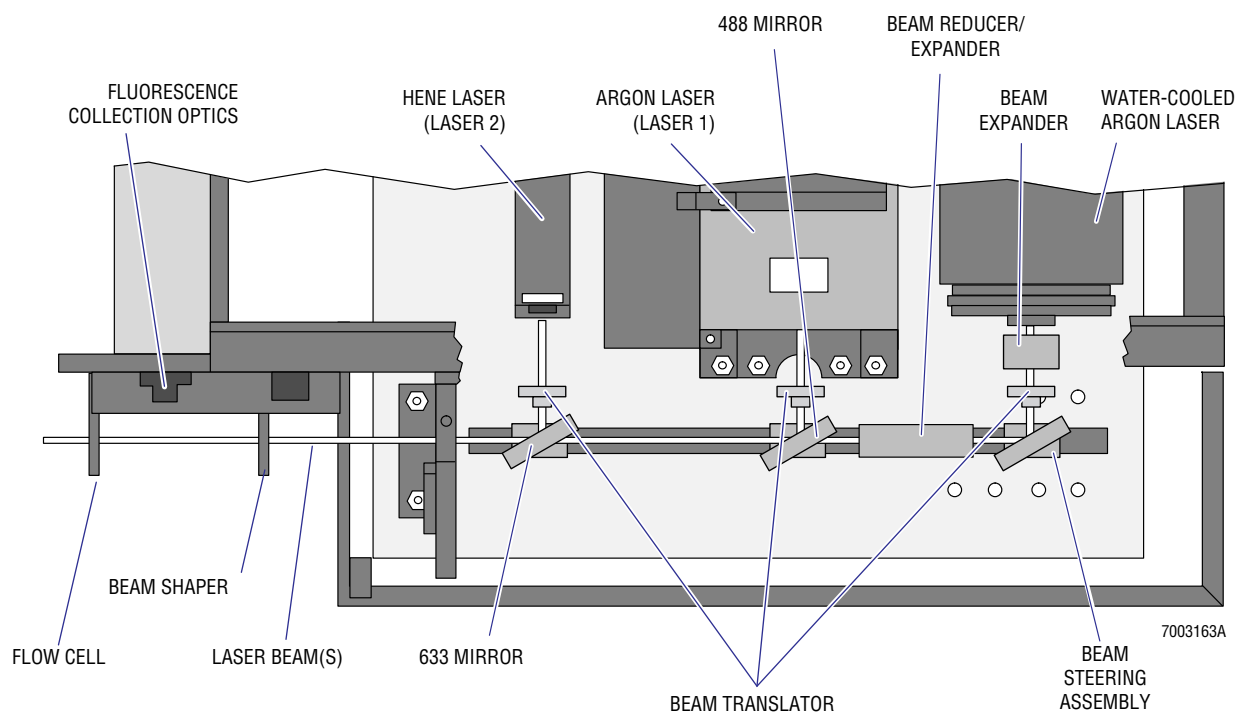 488 MIRROR
BEAM REDUCER/
EXPANDER
FLUORESCENCE
COLLECTION OPTICS
HENE LASER
(LASER 2)
ARGON LASER
(LASER 1)
BEAM
EXPANDER
WATER-COOLED
ARGON LASER
BEAM SHAPER
7003163A
FLOW CELL
LASER BEAM(S)
633 MIRROR
BEAM TRANSLATOR
BEAM
STEERING
ASSEMBLY